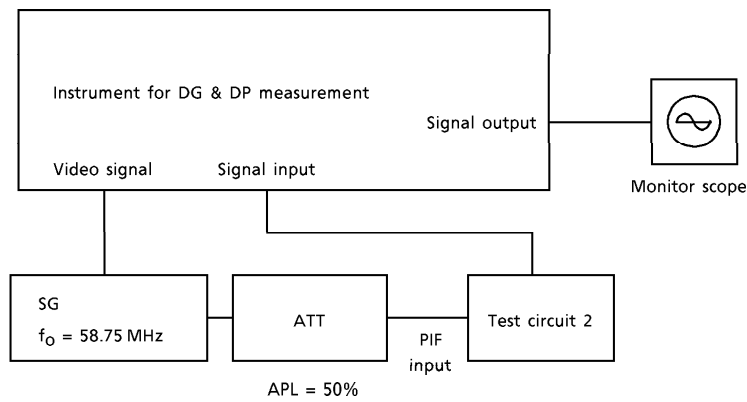 Instrument for DG & DP measurement
Signal output
Video signal
Signal input
Monitor scope
SG
fo = 58.75 MHz
ATT
PIF
input
Test circuit 2
APL = 50%